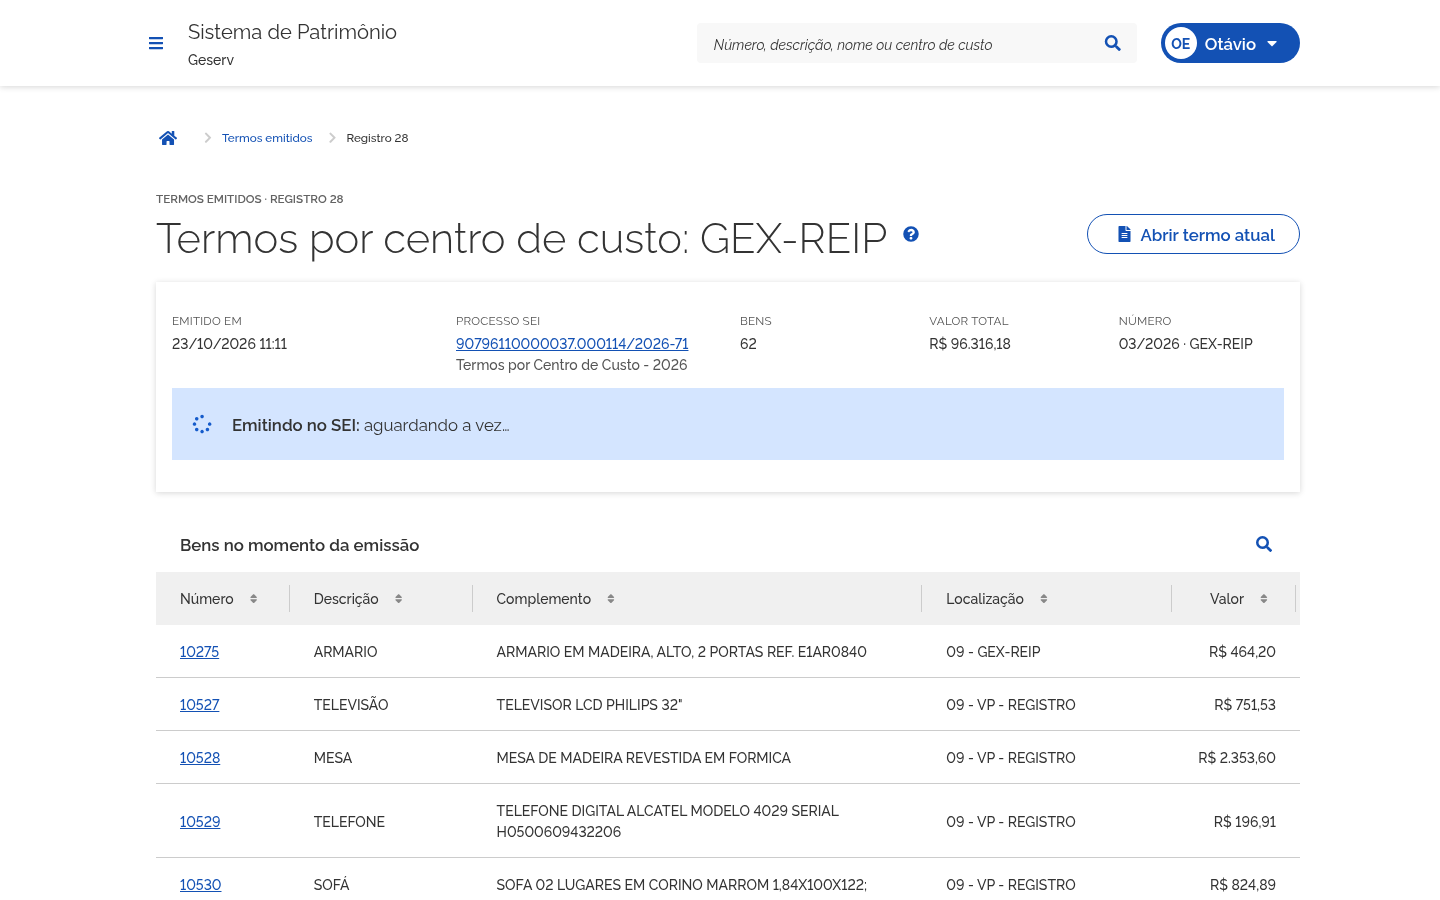 Sistema de Patrimônio
Geserv
Número, descrição, nome ou centro de custo
OE Otávio
Termos emitidos
Registro 28
TERMOS EMITIDOS · REGISTRO 28
Termos por centro de custo: GEX-REIP
Abrir termo atual
EMITIDO EM
23/10/2026 11:11
PROCESSO SEI
90796110000037.000114/2026-71
Termos por Centro de Custo - 2026
BENS
62
VALOR TOTAL
R$ 96.316,18
NÚMERO
03/2026 · GEX-REIP
Emitindo no SEI: aguardando a vez…
Bens no momento da emissão
Número Descrição Complemento Localização Valor
10275 ARMARIO ARMARIO EM MADEIRA, ALTO, 2 PORTAS REF. E1AR0840 09 - GEX-REIP R$ 464,20
10527 TELEVISÃO TELEVISOR LCD PHILIPS 32" 09 - VP - REGISTRO R$ 751,53
10528 MESA MESA DE MADEIRA REVESTIDA EM FORMICA 09 - VP - REGISTRO R$ 2.353,60
10529 TELEFONE TELEFONE DIGITAL ALCATEL MODELO 4029 SERIAL H0500609432206 09 - VP - REGISTRO R$ 196,91
10530 SOFÁ SOFA 02 LUGARES EM CORINO MARROM 1,84X100X122; 09 - VP - REGISTRO R$ 824,89